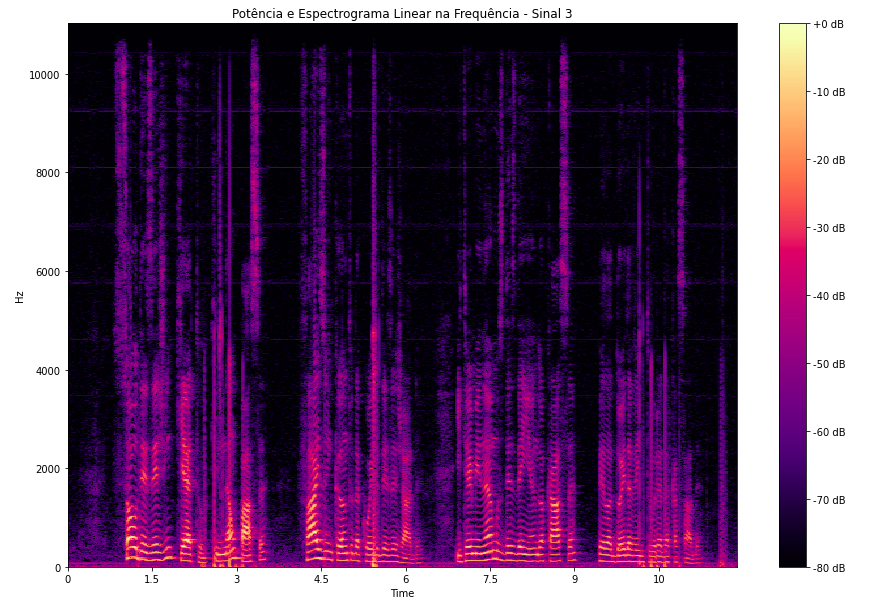 Potência e Espectrograma Linear na Frequência - Sinal 3
+0 dB
-10 dB
-20 dB
-30 dB
-40 dB
-50 dB
-60 dB
-70 dB
-80 dB
10000
8000
6000
4000
2000
0
Hz
0 1.5 3 4.5 6 7.5 9 10
Time